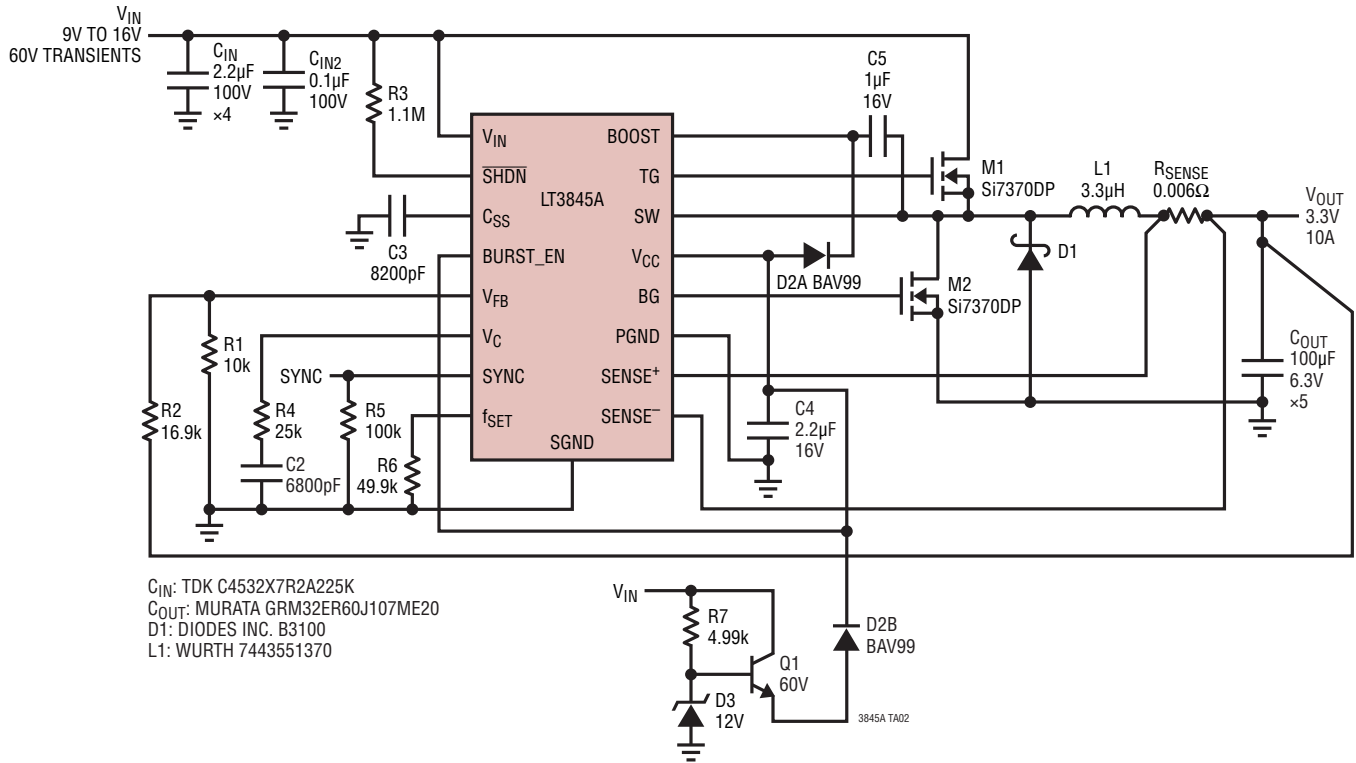 VIN
9V TO 16V
60V TRANSIENTS
CIN
2.2µF
100V
×4
CIN2
0.1µF
100V
R3
1.1M
C5
1µF
16V
M1
Si7370DP
L1
3.3µH
RSENSE
0.006Ω
VOUT
3.3V
10A
LT3845A
VIN
SHDN
CSS
BURST_EN
VFB
VC
SYNC
fSET
SGND
BOOST
TG
SW
VCC
BG
PGND
SENSE+
SENSE–
C3
8200pF
D2A BAV99
D1
M2
Si7370DP
R1
10k
R2
16.9k
SYNC
R4
25k
R5
100k
C2
6800pF
R6
49.9k
C4
2.2µF
16V
COUT
100µF
6.3V
×5
CIN: TDK C4532X7R2A225K
COUT: MURATA GRM32ER60J107ME20
D1: DIODES INC. B3100
L1: WURTH 7443551370
VIN
R7
4.99k
Q1
60V
D3
12V
D2B
BAV99
3845A TA02